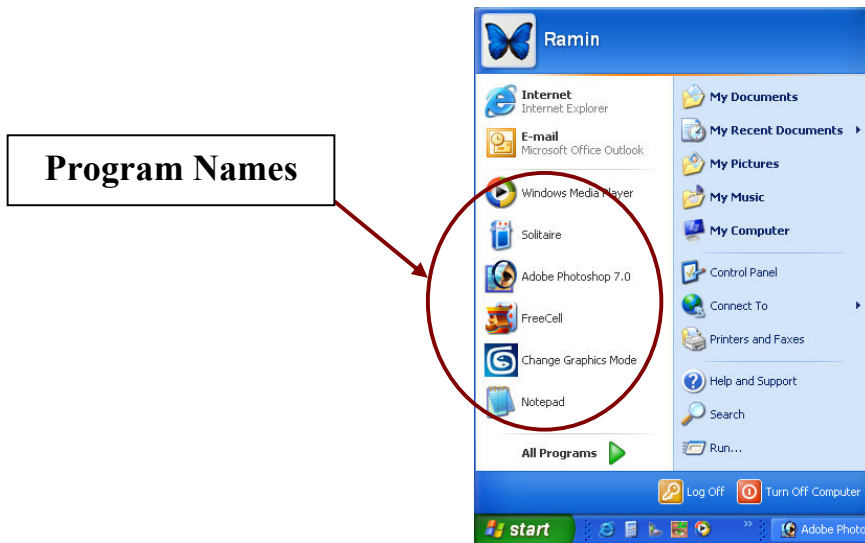 Ramin
Program Names
Internet
Internet Explorer
E-mail
Microsoft Office Outlook
Windows Media Player
Solitaire
Adobe Photoshop 7.0
FreeCell
Change Graphics Mode
Notepad
All Programs
My Documents
My Recent Documents
My Pictures
My Music
My Computer
Control Panel
Connect To
Printers and Faxes
Help and Support
Search
Run...
Log Off
Turn Off Computer
start
Adobe Photo